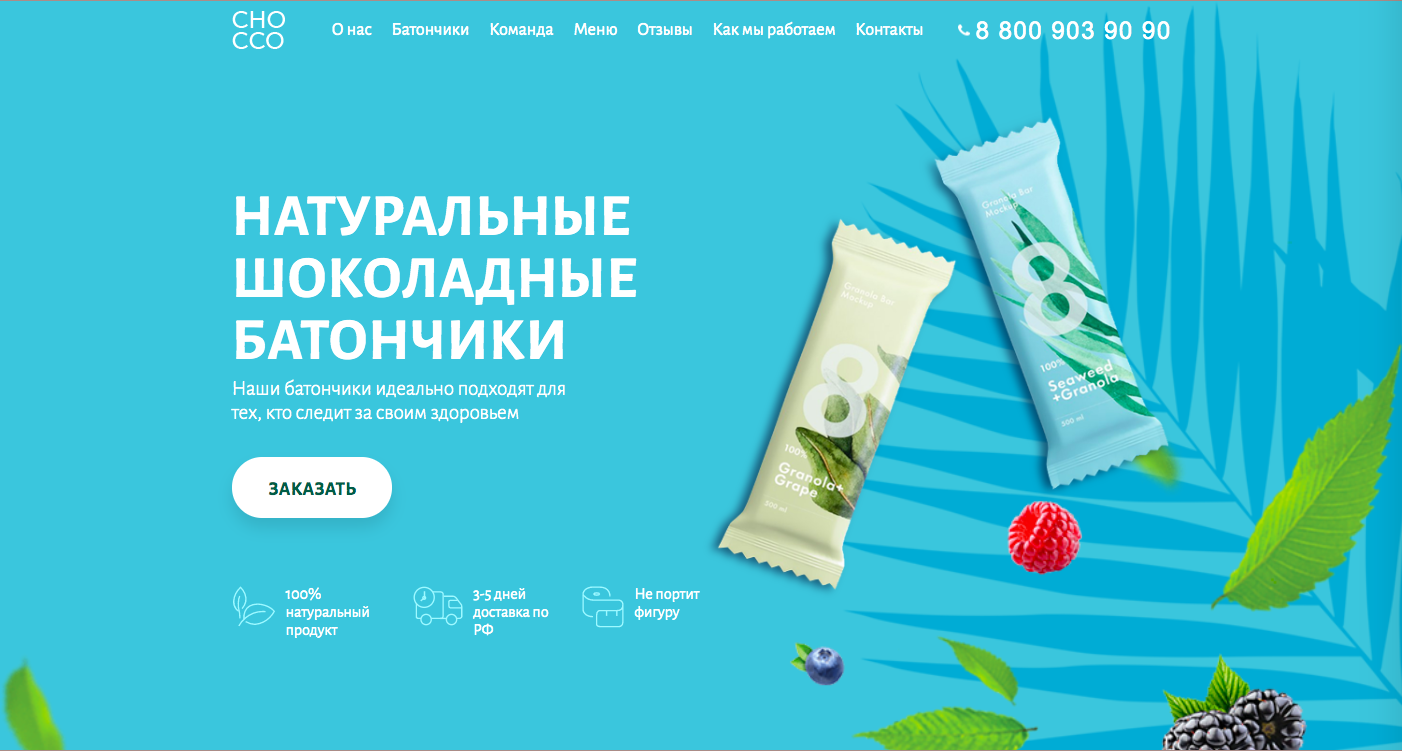 CHO
CCO
О нас Батончики Команда Меню Отзывы Как мы работаем Контакты 8 800 903 90 90
НАТУРАЛЬНЫЕ
ШОКОЛАДНЫЕ
БАТОНЧИКИ
Наши батончики идеально подходят для
тех, кто следит за своим здоровьем
ЗАКАЗАТЬ
100%
натуральный
продукт
3-5 дней
доставка по
РФ
Не портит
фигуру
Granola Bar
Mockup
8
100%
Granola+
Grape
500 ml
Granola Bar
Mockup
8
100%
Seaweed
+Granola
500 ml